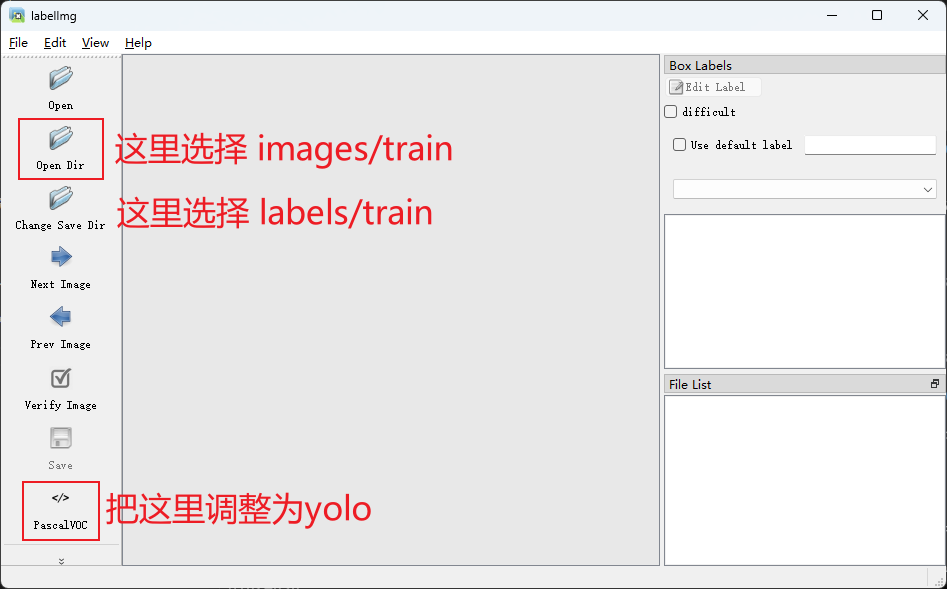 labelImg
File Edit View Help
Open
Open Dir
这里选择 images/train
Change Save Dir
这里选择 labels/train
Next Image
Prev Image
Verify Image
Save
</>
PascalVOC
把这里调整为yolo
Box Labels
Edit Label
difficult
Use default label
File List